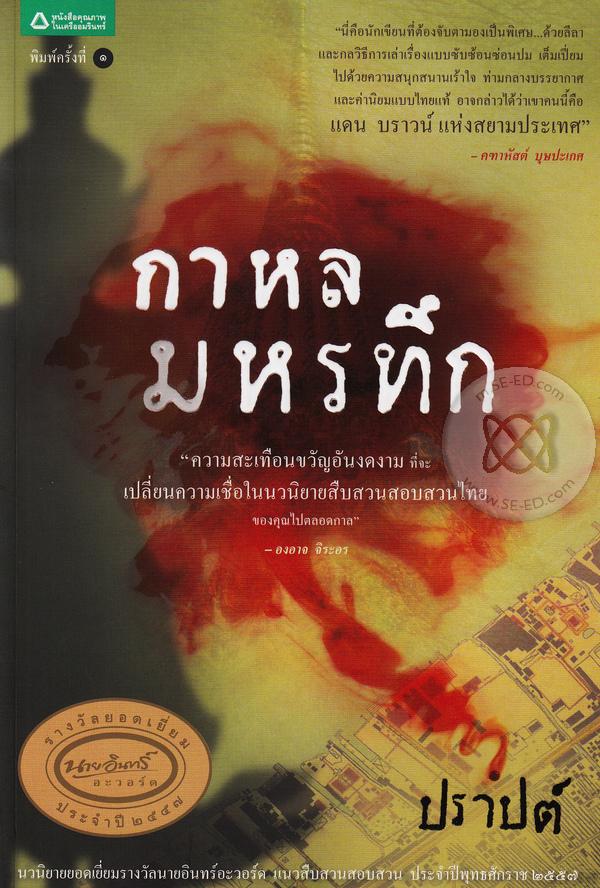 หนังสือคุณภาพ
ในเครืออมรินทร์
พิมพ์ครั้งที่ ๑
“นี่คือนักเขียนที่ต้องจับตามองเป็นพิเศษ...ด้วยลีลา
และกลวิธีการเล่าเรื่องแบบซับซ้อนซ่อนปม เต็มเปี่ยม
ไปด้วยความสนุกสนานเร้าใจ ท่ามกลางบรรยากาศ
และค่านิยมแบบไทยแท้ อาจกล่าวได้ว่าเขาคนนี้คือ
แดน บราวน์ แห่งสยามประเทศ”
– คฑาหัสต์ บุษปะเกศ
กาหล
มหรทึก
“ความสะเทือนขวัญอันงดงาม ที่จะ
เปลี่ยนความเชื่อในนวนิยายสืบสวนสอบสวนไทย
ของคุณไปตลอดกาล”
– องอาจ จิระอร
SE-ED.COM
WWW.SE-ED.COM
รางวัลยอดเยี่ยม
นายอินทร์
อะวอร์ด
ประจำปี ๒๕๕๗
ปราปต์
นวนิยายยอดเยี่ยมรางวัลนายอินทร์อะวอร์ด แนวสืบสวนสอบสวน ประจำปีพุทธศักราช ๒๕๕๗